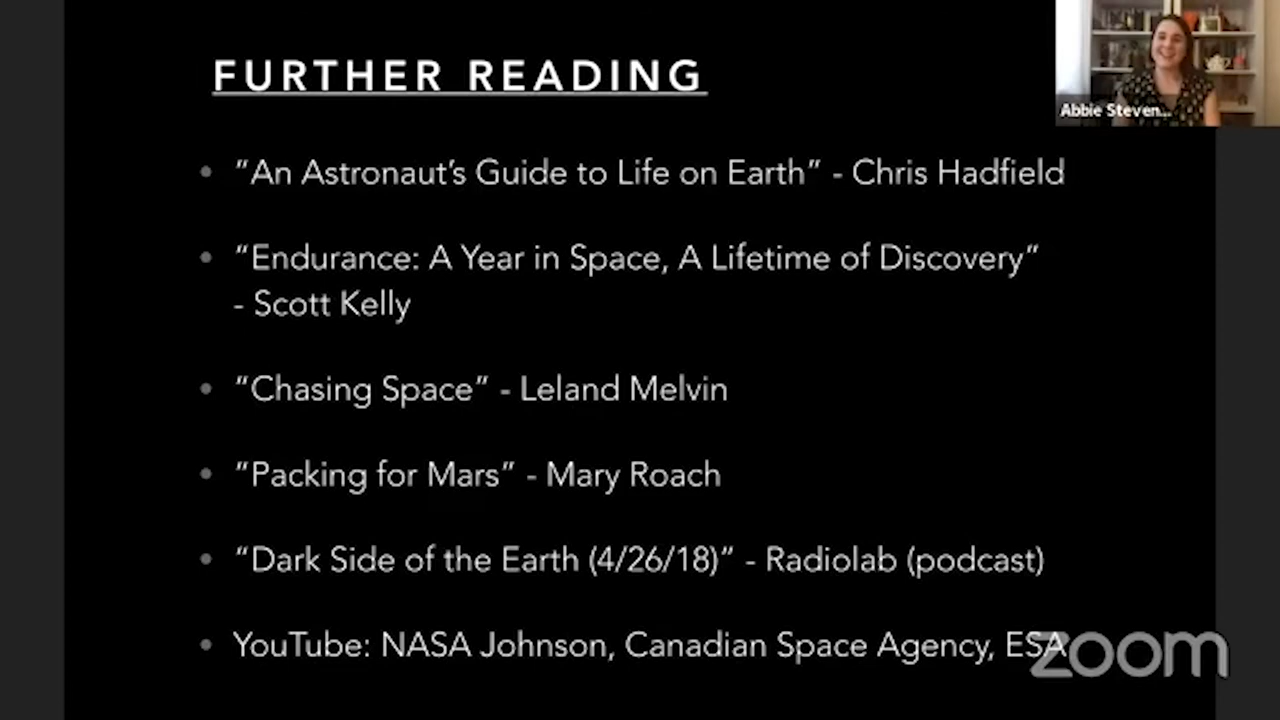 FURTHER READING
Abbie Steven...
• “An Astronaut’s Guide to Life on Earth” - Chris Hadfield
• “Endurance: A Year in Space, A Lifetime of Discovery”
- Scott Kelly
• “Chasing Space” - Leland Melvin
• “Packing for Mars” - Mary Roach
• “Dark Side of the Earth (4/26/18)” - Radiolab (podcast)
• YouTube: NASA Johnson, Canadian Space Agency, ESA
zoom